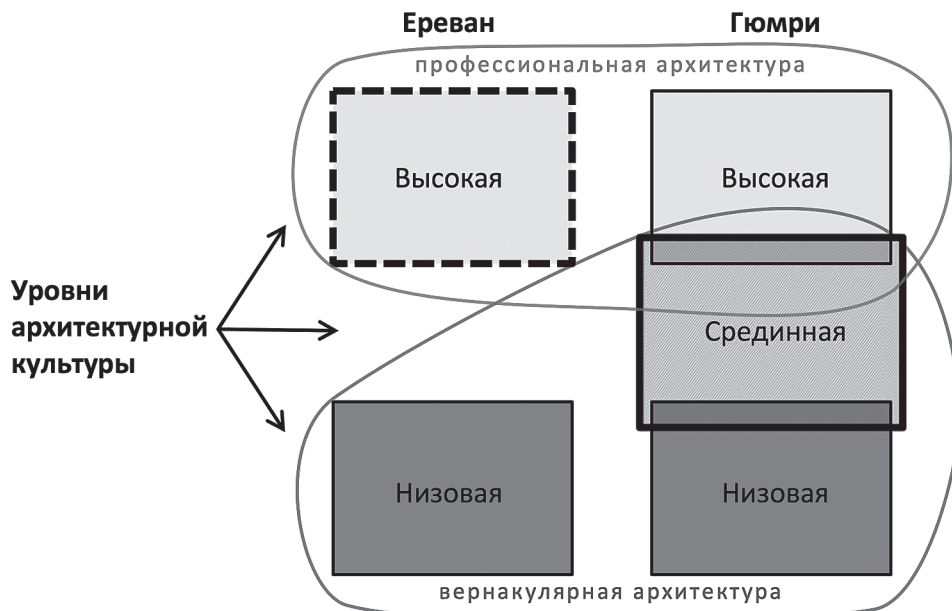 Ереван
Гюмри
профессиональная архитектура
Высокая
Высокая
Уровни
архитектурной
культуры
Срединная
Низовая
Низовая
вернакулярная архитектура